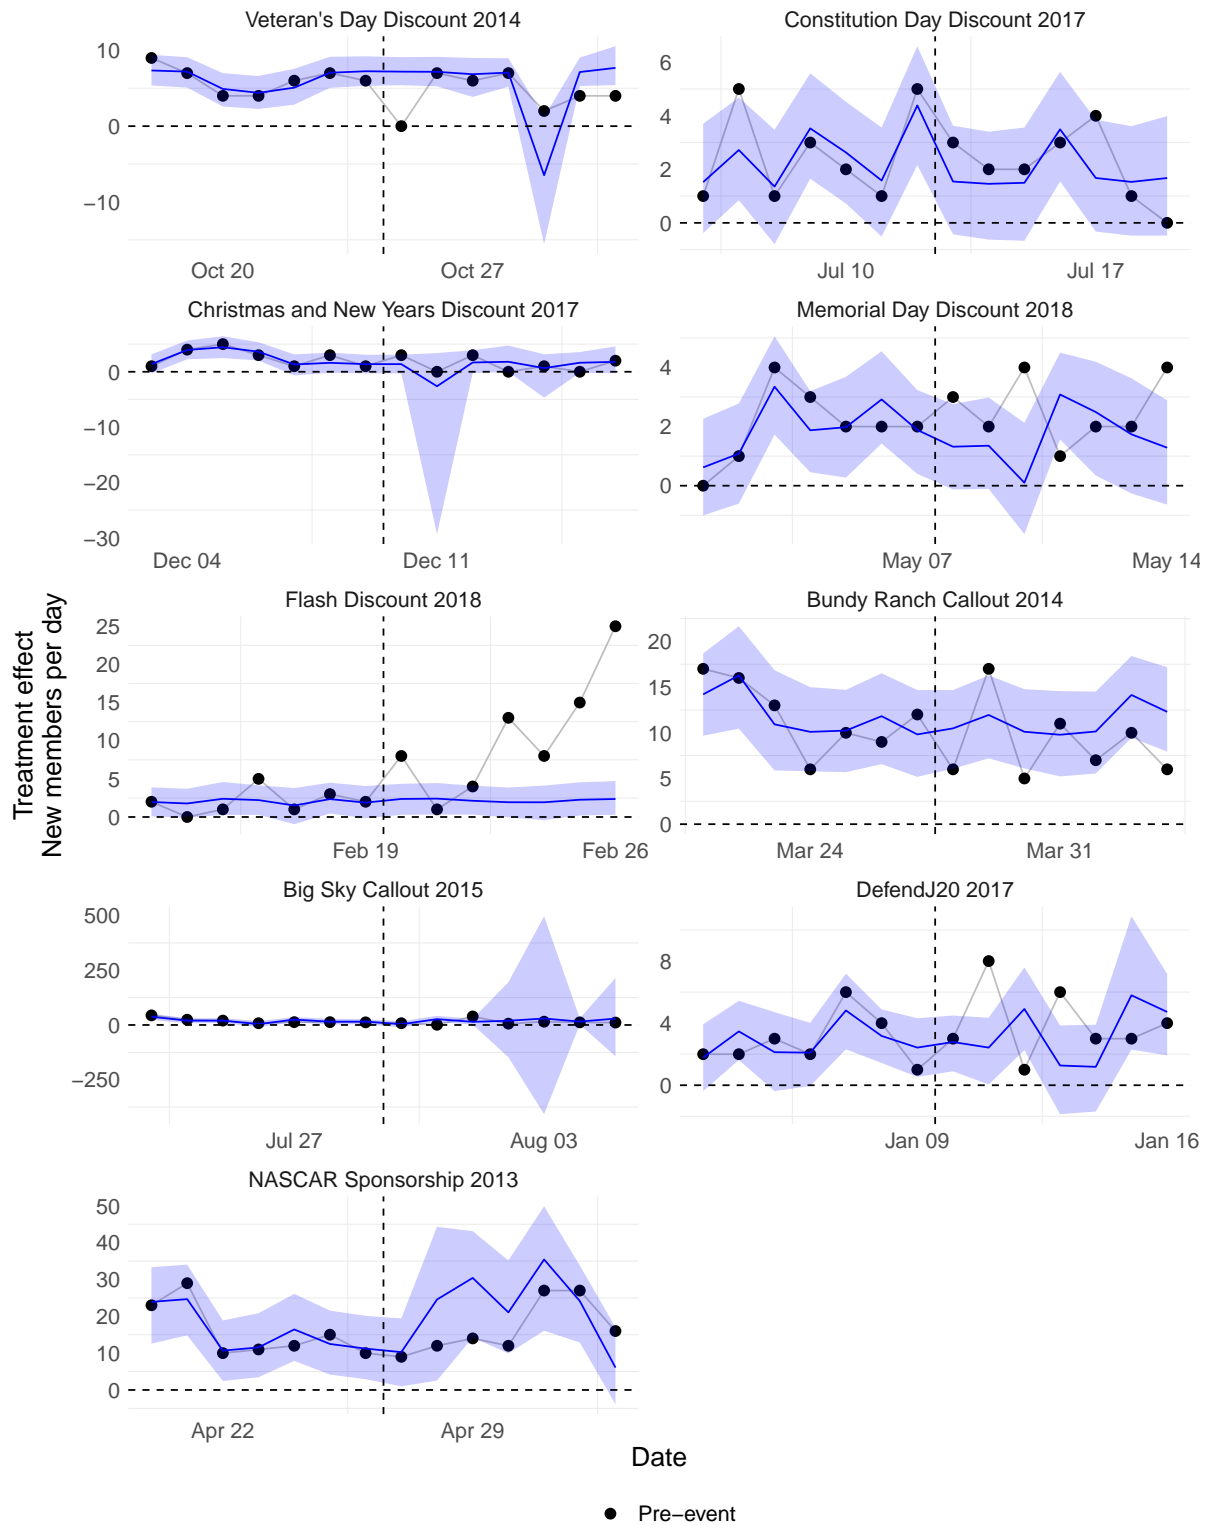 Veteran's Day Discount 2014
10
0
−10
Oct 20 Oct 27
Constitution Day Discount 2017
6
4
2
0
Jul 10 Jul 17
Christmas and New Years Discount 2017
0
−10
−20
−30
Dec 04 Dec 11
Memorial Day Discount 2018
4
2
0
May 07 May 14
Flash Discount 2018
25
20
15
10
5
0
Feb 19 Feb 26
Bundy Ranch Callout 2014
20
15
10
5
0
Mar 24 Mar 31
Big Sky Callout 2015
500
250
0
−250
Jul 27 Aug 03
DefendJ20 2017
8
4
0
Jan 09 Jan 16
NASCAR Sponsorship 2013
50
40
30
20
10
0
Apr 22 Apr 29
Treatment effect
New members per day
Date
Pre−event